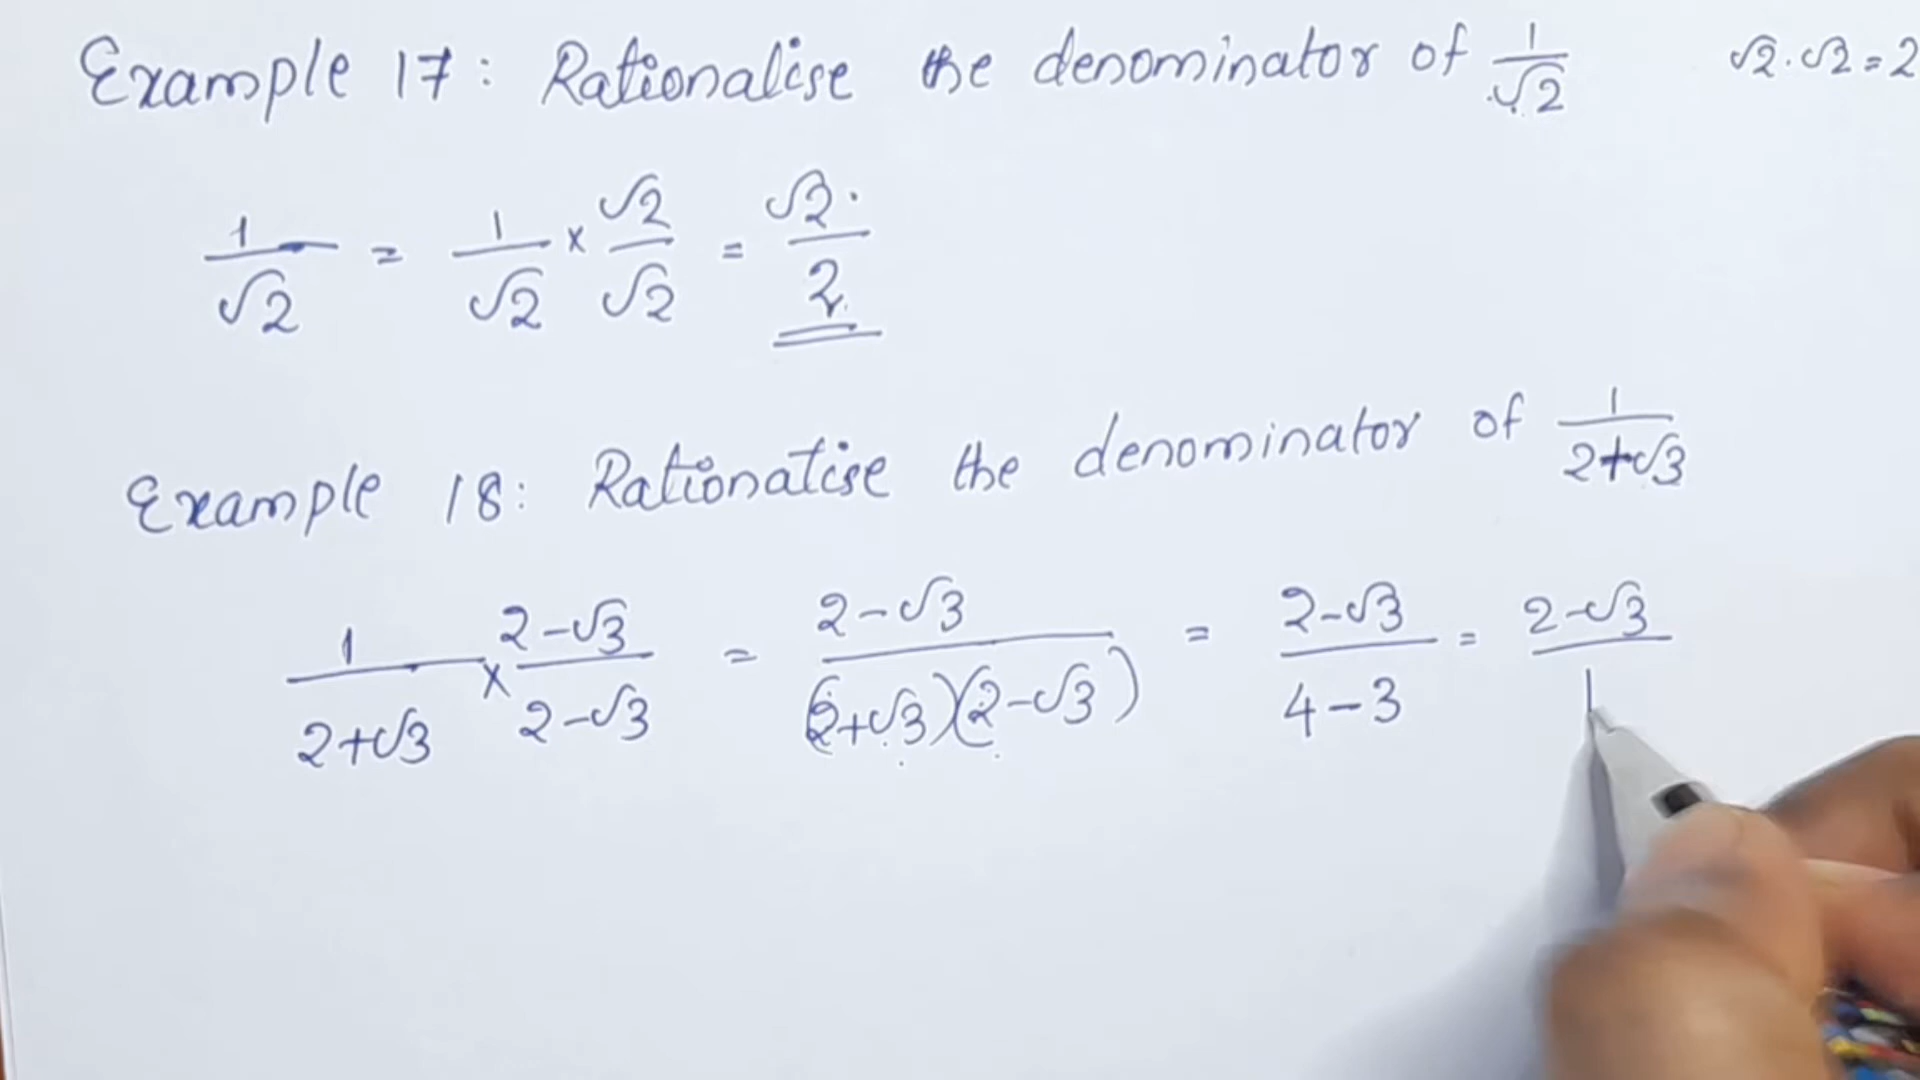 Example 17: Rationalise the denominator of 1/√2 √2.√2=2
1/√2 = 1/√2 × √2/√2 = √2/2
Example 18: Rationatise the denominator of 1/2+√3
1/2+√3 × 2-√3/2-√3 = 2-√3/(2+√3)(2-√3) = 2-√3/4-3 = 2-√3/1